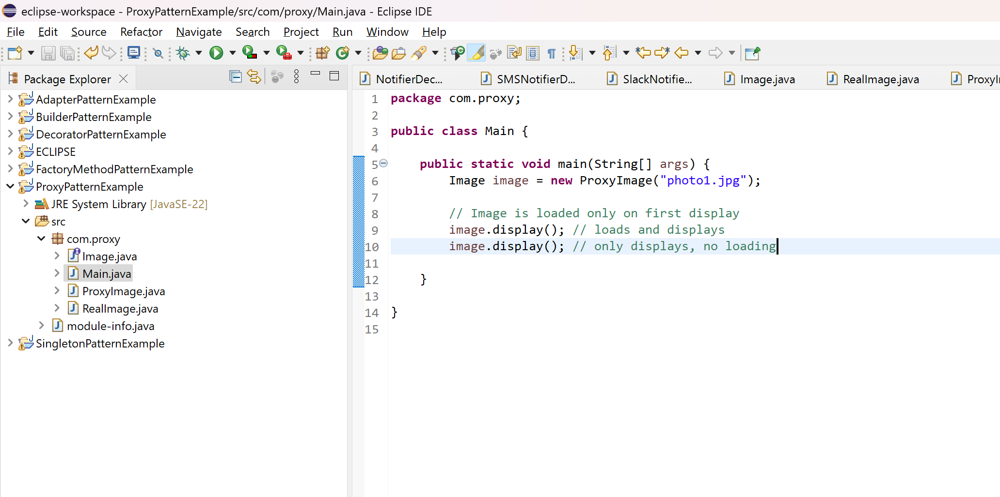 eclipse-workspace - ProxyPatternExample/src/com/proxy/Main.java - Eclipse IDE
File Edit Source Refactor Navigate Search Project Run Window Help
Package Explorer
AdapterPatternExample
BuilderPatternExample
DecoratorPatternExample
ECLIPSE
FactoryMethodPatternExample
ProxyPatternExample
JRE System Library [JavaSE-22]
src
com.proxy
Image.java
Main.java
ProxyImage.java
RealImage.java
module-info.java
SingletonPatternExample
NotifierDec... SMSNotifierD... SlackNotifie... Image.java RealImage.java ProxyI
1 package com.proxy;
2
3 public class Main {
4
5 public static void main(String[] args) {
6 Image image = new ProxyImage("photo1.jpg");
7
8 // Image is loaded only on first display
9 image.display(); // loads and displays
10 image.display(); // only displays, no loading
11
12 }
13
14 }
15